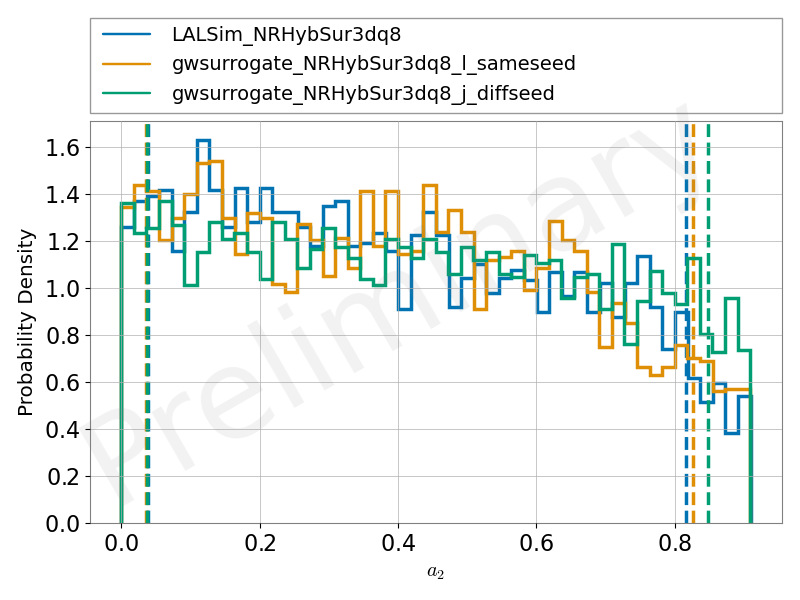 LALSim_NRHybSur3dq8
gwsurrogate_NRHybSur3dq8_l_sameseed
gwsurrogate_NRHybSur3dq8_j_diffseed
Preliminary
Probability Density
1.6
1.4
1.2
1.0
0.8
0.6
0.4
0.2
0.0
0.0 0.2 0.4 0.6 0.8
a₂